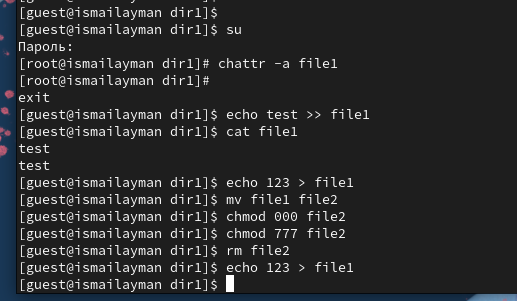 [guest@ismailayman dir1]$
[guest@ismailayman dir1]$ su
Пароль:
[root@ismailayman dir1]# chattr -a file1
[root@ismailayman dir1]#
exit
[guest@ismailayman dir1]$ echo test >> file1
[guest@ismailayman dir1]$ cat file1
test
test
[guest@ismailayman dir1]$ echo 123 > file1
[guest@ismailayman dir1]$ mv file1 file2
[guest@ismailayman dir1]$ chmod 000 file2
[guest@ismailayman dir1]$ chmod 777 file2
[guest@ismailayman dir1]$ rm file2
[guest@ismailayman dir1]$ echo 123 > file1
[guest@ismailayman dir1]$